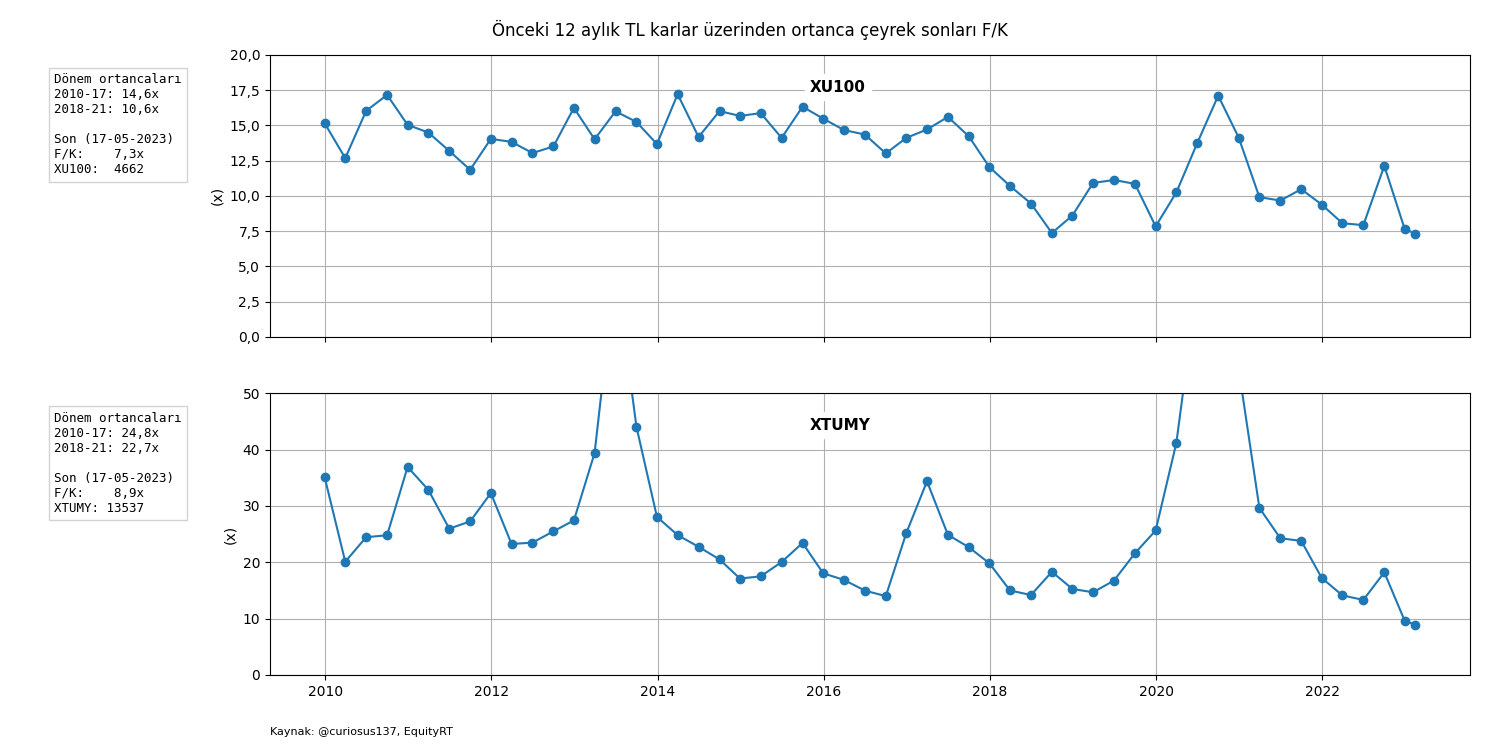 Önceki 12 aylık TL karlar üzerinden ortanca çeyrek sonları F/K
Dönem ortancaları
2010-17: 14,6x
2018-21: 10,6x
Son (17-05-2023)
F/K: 7,3x
XU100: 4662
XU100
(x)
20,0
17,5
15,0
12,5
10,0
7,5
5,0
2,5
0,0
Dönem ortancaları
2010-17: 24,8x
2018-21: 22,7x
Son (17-05-2023)
F/K: 8,9x
XTUMY: 13537
XTUMY
(x)
50
40
30
20
10
0
2010 2012 2014 2016 2018 2020 2022
Kaynak: @curiosus137, EquityRT